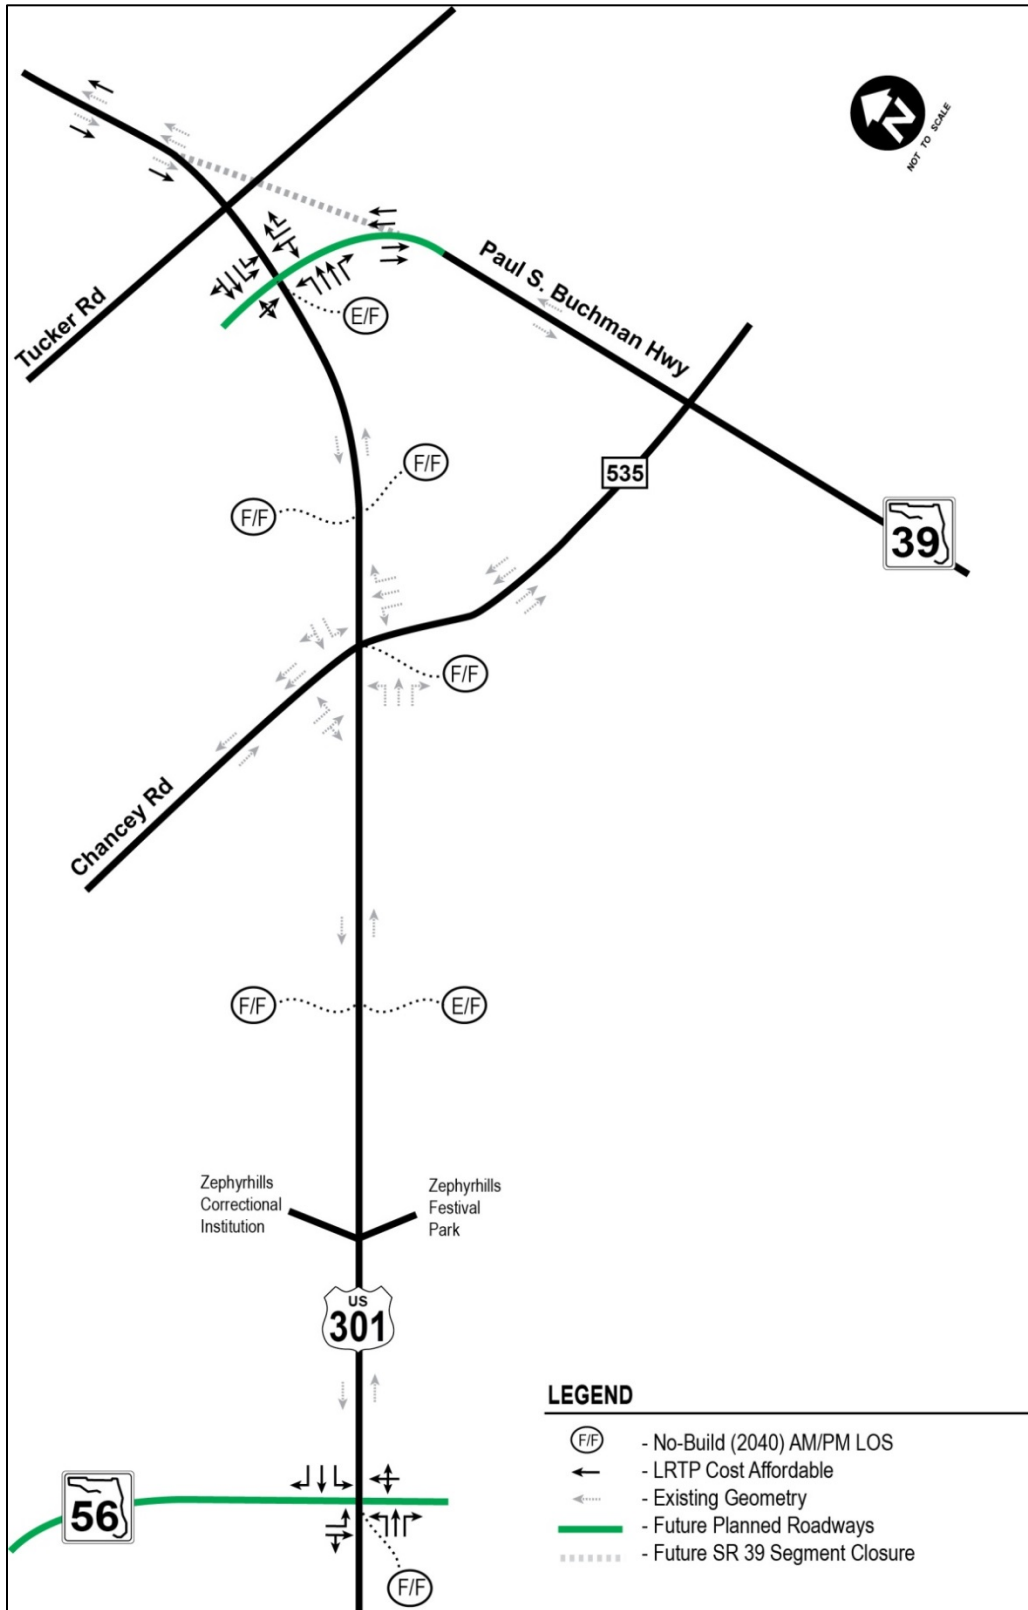 N
NOT TO SCALE
Tucker Rd
Paul S. Buchman Hwy
E/F
F/F
F/F
535
39
F/F
Chancey Rd
F/F
E/F
Zephyrhills
Correctional
Institution
Zephyrhills
Festival
Park
US
301
56
F/F
LEGEND
F/F - No-Build (2040) AM/PM LOS
- LRTP Cost Affordable
- Existing Geometry
- Future Planned Roadways
- Future SR 39 Segment Closure